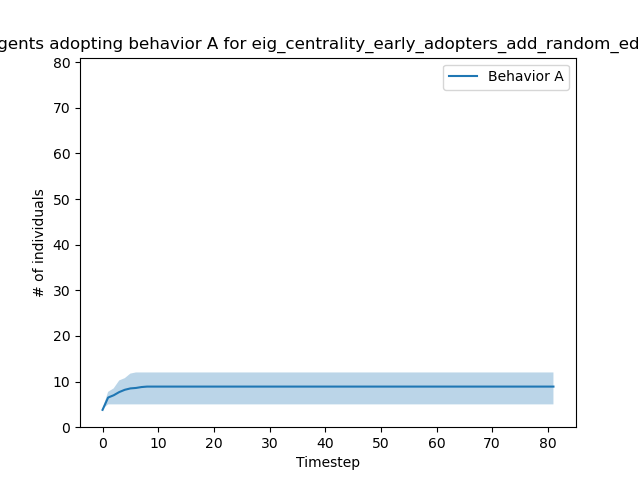 gents adopting behavior A for eig_centrality_early_adopters_add_random_ed
Behavior A
80
70
60
50
40
30
20
10
0
# of individuals
0 10 20 30 40 50 60 70 80
Timestep